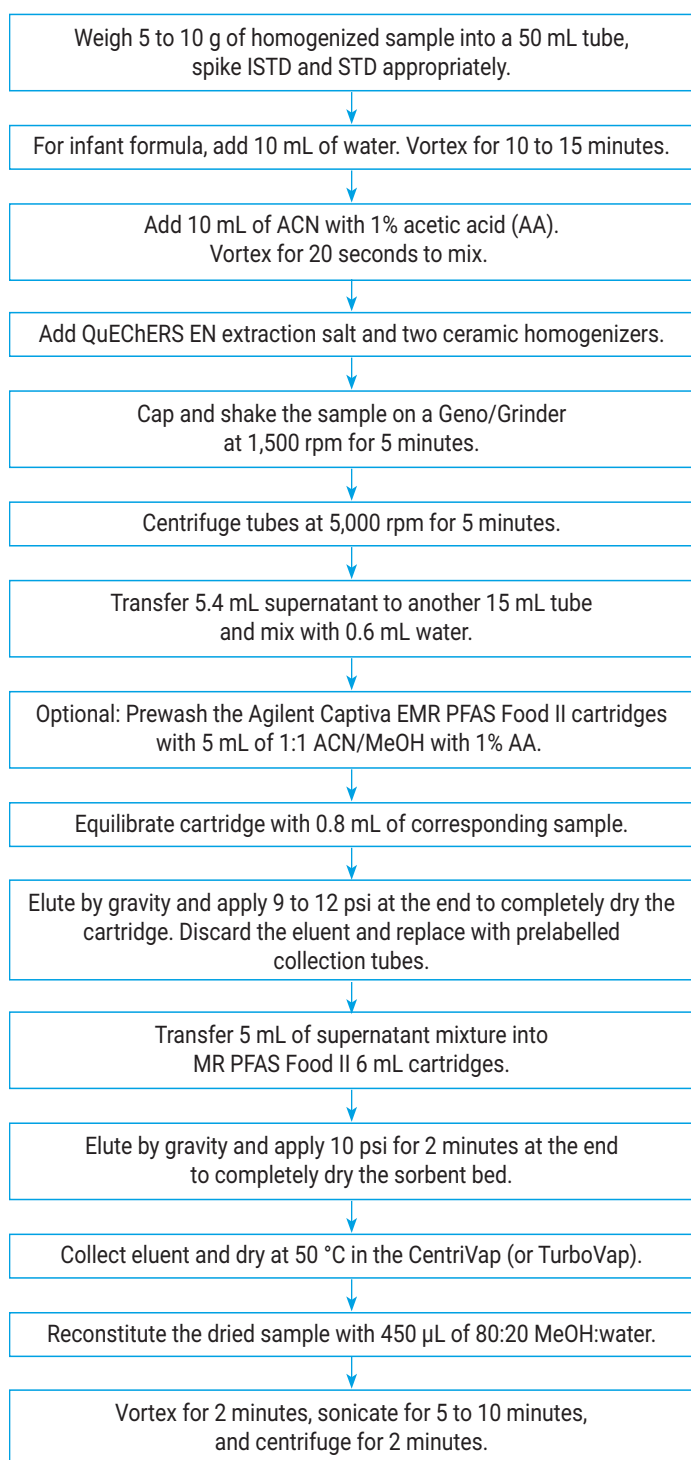 Weigh 5 to 10 g of homogenized sample into a 50 mL tube,
spike ISTD and STD appropriately.
For infant formula, add 10 mL of water. Vortex for 10 to 15 minutes.
Add 10 mL of ACN with 1% acetic acid (AA).
Vortex for 20 seconds to mix.
Add QuEChERS EN extraction salt and two ceramic homogenizers.
Cap and shake the sample on a Geno/Grinder
at 1,500 rpm for 5 minutes.
Centrifuge tubes at 5,000 rpm for 5 minutes.
Transfer 5.4 mL supernatant to another 15 mL tube
and mix with 0.6 mL water.
Optional: Prewash the Agilent Captiva EMR PFAS Food II cartridges
with 5 mL of 1:1 ACN/MeOH with 1% AA.
Equilibrate cartridge with 0.8 mL of corresponding sample.
Elute by gravity and apply 9 to 12 psi at the end to completely dry the
cartridge. Discard the eluent and replace with prelabelled
collection tubes.
Transfer 5 mL of supernatant mixture into
MR PFAS Food II 6 mL cartridges.
Elute by gravity and apply 10 psi for 2 minutes at the end
to completely dry the sorbent bed.
Collect eluent and dry at 50 °C in the CentriVap (or TurboVap).
Reconstitute the dried sample with 450 µL of 80:20 MeOH:water.
Vortex for 2 minutes, sonicate for 5 to 10 minutes,
and centrifuge for 2 minutes.